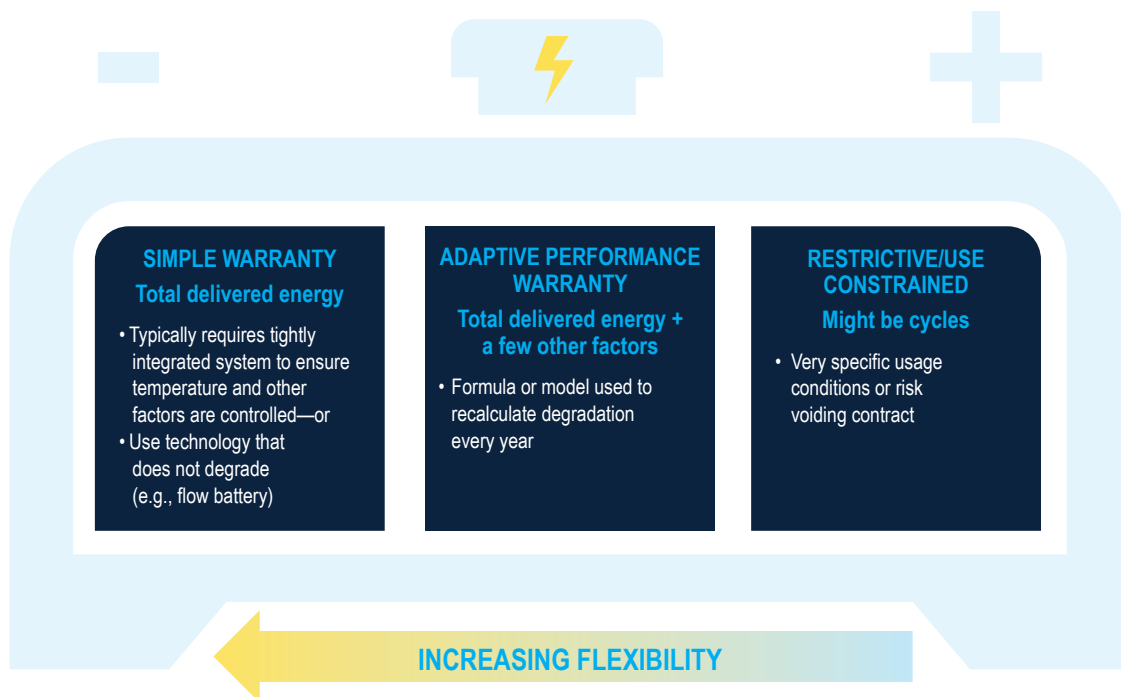 SIMPLE WARRANTY
Total delivered energy
• Typically requires tightly
integrated system to ensure
temperature and other
factors are controlled—or
• Use technology that
does not degrade
(e.g., flow battery)
ADAPTIVE PERFORMANCE
WARRANTY
Total delivered energy +
a few other factors
• Formula or model used to
recalculate degradation
every year
RESTRICTIVE/USE
CONSTRAINED
Might be cycles
• Very specific usage
conditions or risk
voiding contract
INCREASING FLEXIBILITY